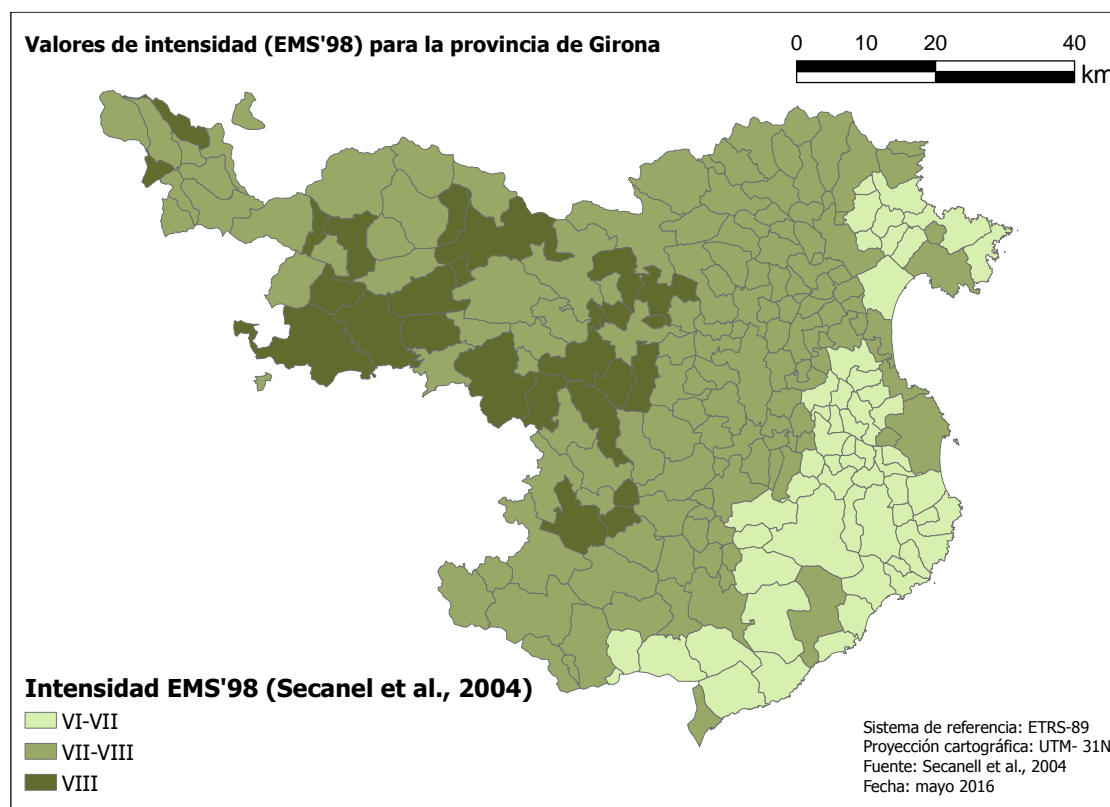 Valores de intensidad (EMS'98) para la provincia de Girona
0 10 20 40
km
Intensidad EMS'98 (Secanel et al., 2004)
VI-VII
VII-VIII
VIII
Sistema de referencia: ETRS-89
Proyección cartográfica: UTM- 31N
Fuente: Secanell et al., 2004
Fecha: mayo 2016